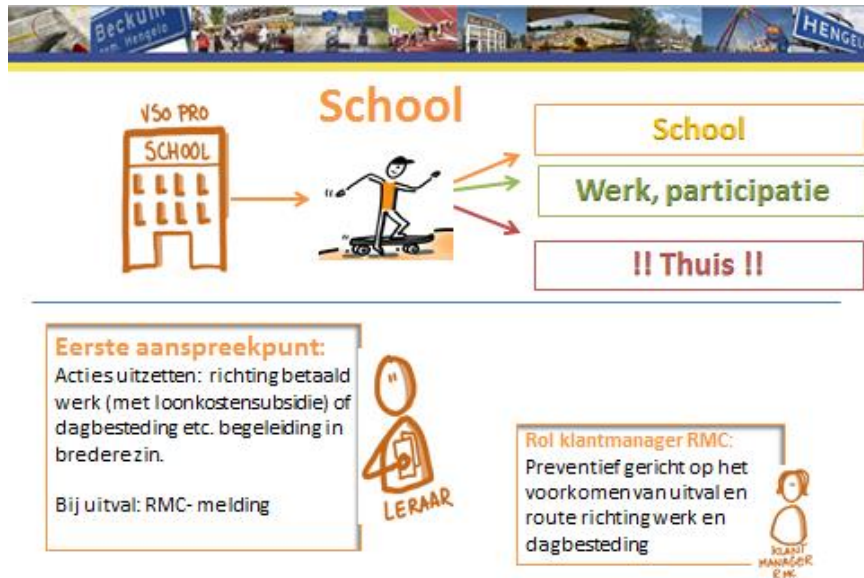 Beckum
gem. Hengelo
HENGEL
School
VSO PRO
SCHOOL
School
Werk, participatie
!! Thuis !!
Eerste aanspreekpunt:
Acties uitzetten: richting betaald
werk (met loonkostensubsidie) of
dagbesteding etc. begeleiding in
bredere zin.
Bij uitval: RMC- melding
LERAAR
Rol klantmanager RMC:
Preventief gericht op het
voorkomen van uitval en
route richting werk en
dagbesteding
KLANT
MANAGER
RMC